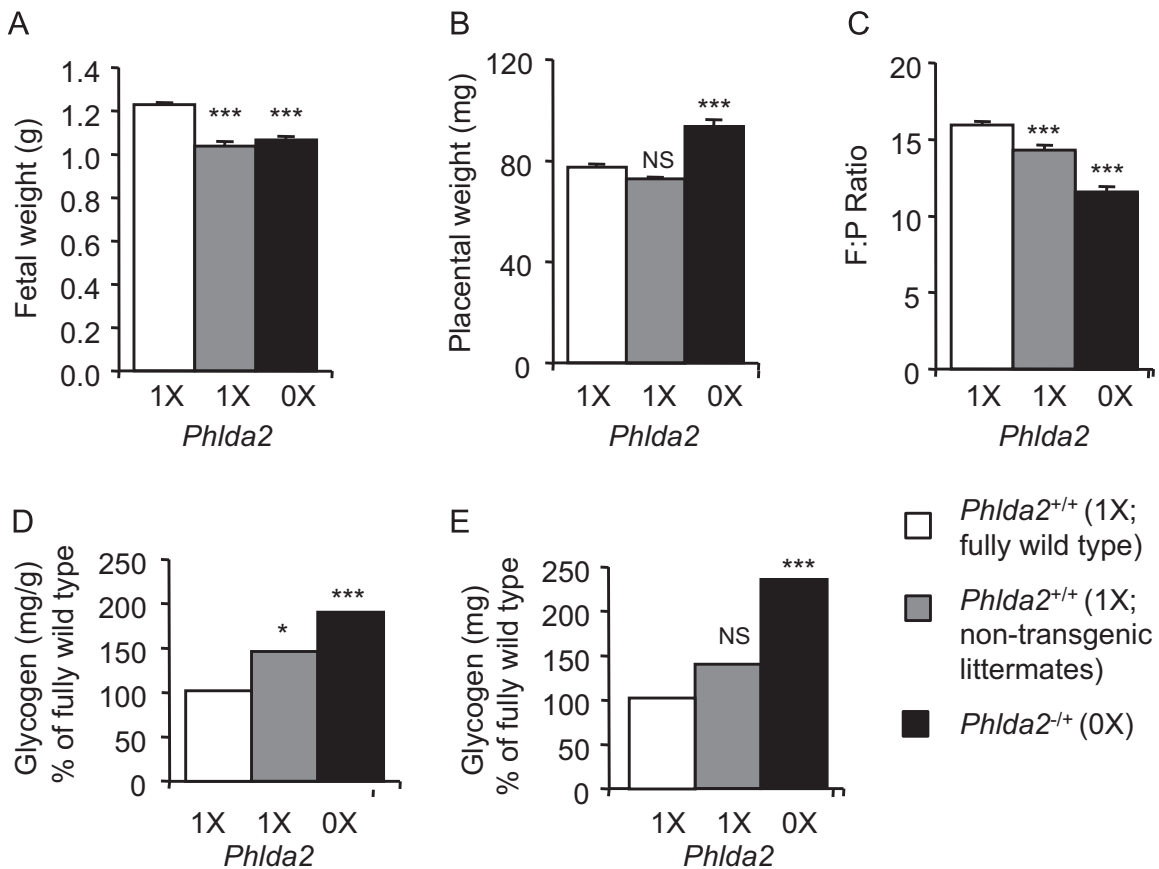 A
Fetal weight (g)
1.4
1.2
1.0
0.8
0.6
0.4
0.2
0.0
***
***
1X 1X 0X
Phlda2
B
Placental weight (mg)
120
80
40
0
NS
***
1X 1X 0X
Phlda2
C
F:P Ratio
20
15
10
5
0
***
***
1X 1X 0X
Phlda2
D
Glycogen (mg/g)
% of fully wild type
250
200
150
100
50
0
*
***
1X 1X 0X
Phlda2
E
Glycogen (mg)
% of fully wild type
250
200
150
100
50
0
NS
***
1X 1X 0X
Phlda2
Phlda2+/+ (1X;
fully wild type)
Phlda2+/+ (1X;
non-transgenic
littermates)
Phlda2-/+ (0X)